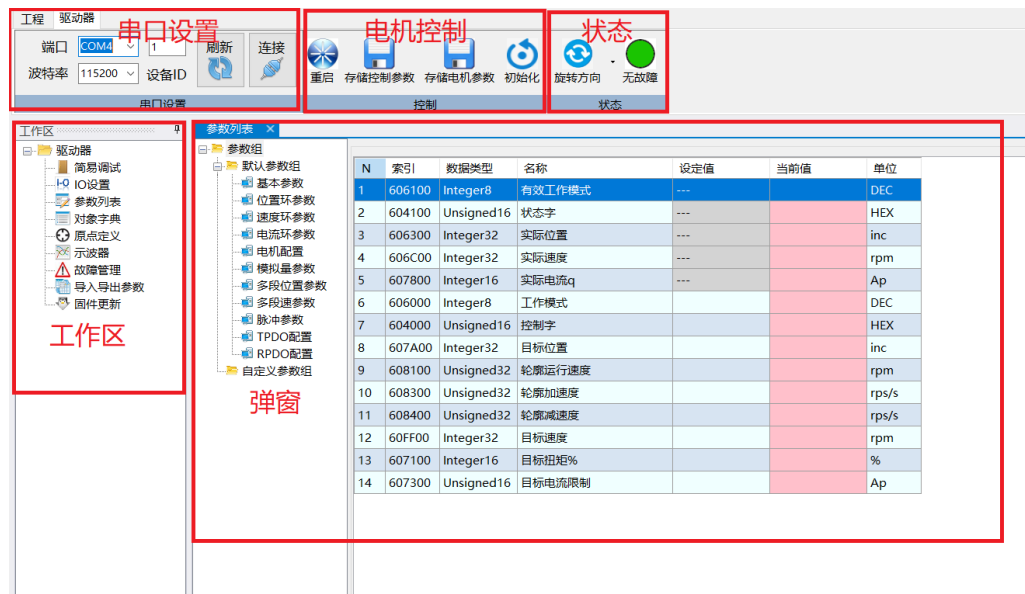 工程 驱动器
串口设置 电机控制 状态
端口 COM4 1 刷新 连接
波特率 115200 设备ID
重启 存储控制参数 存储电机参数 初始化 旋转方向 无故障
串口设置 控制 状态
工作区
驱动器
简易调试
I-O IO设置
参数列表
对象字典
原点定义
示波器
故障管理
导入导出参数
固件更新
工作区
参数列表 ×
参数组
默认参数组
基本参数
位置环参数
速度环参数
电流环参数
电机配置
模拟量参数
多段位置参数
多段速参数
脉冲参数
TPDO配置
RPDO配置
自定义参数组
弹窗
N 索引 数据类型 名称 设定值 当前值 单位
1 606100 Integer8 有效工作模式 --- DEC
2 604100 Unsigned16 状态字 --- HEX
3 606300 Integer32 实际位置 --- inc
4 606C00 Integer32 实际速度 --- rpm
5 607800 Integer16 实际电流q --- Ap
6 606000 Integer8 工作模式 DEC
7 604000 Unsigned16 控制字 HEX
8 607A00 Integer32 目标位置 inc
9 608100 Unsigned32 轮廓运行速度 rpm
10 608300 Unsigned32 轮廓加速度 rps/s
11 608400 Unsigned32 轮廓减速度 rps/s
12 60FF00 Integer32 目标速度 rpm
13 607100 Integer16 目标扭矩% %
14 607300 Unsigned16 目标电流限制 Ap